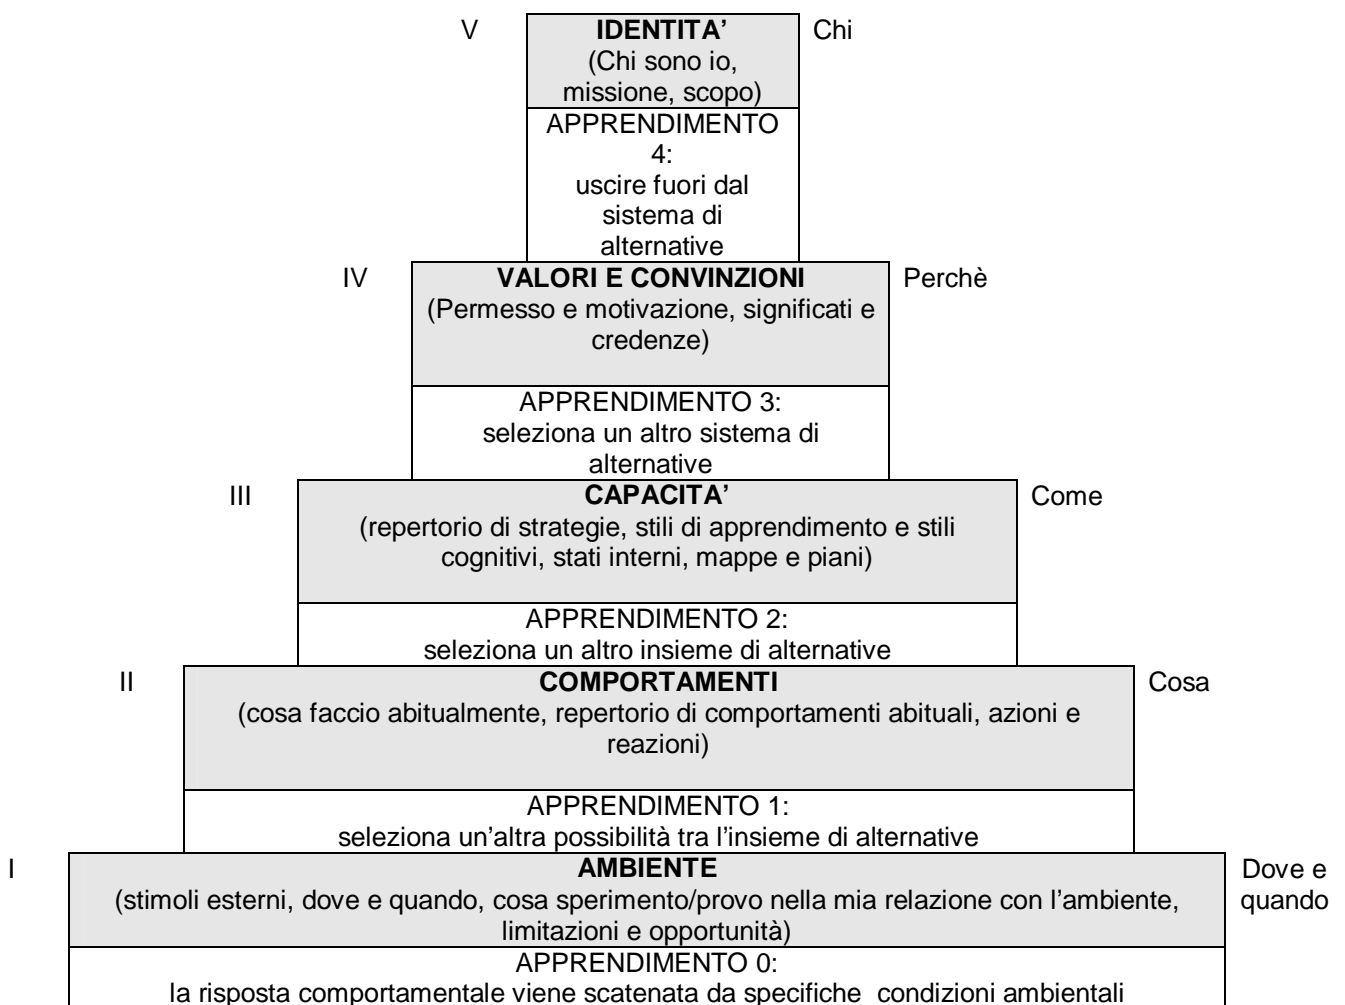 V IDENTITA’ Chi
(Chi sono io,
missione, scopo)
APPRENDIMENTO
4:
uscire fuori dal
sistema di
alternative
IV VALORI E CONVINZIONI Perchè
(Permesso e motivazione, significati e
credenze)
APPRENDIMENTO 3:
seleziona un altro sistema di
alternative
III CAPACITA’ Come
(repertorio di strategie, stili di apprendimento e stili
cognitivi, stati interni, mappe e piani)
APPRENDIMENTO 2:
seleziona un altro insieme di alternative
II COMPORTAMENTI Cosa
(cosa faccio abitualmente, repertorio di comportamenti abituali, azioni e
reazioni)
APPRENDIMENTO 1:
seleziona un’altra possibilità tra l’insieme di alternative
I AMBIENTE Dove e
(stimoli esterni, dove e quando, cosa sperimento/provo nella mia relazione con l’ambiente, quando
limitazioni e opportunità)
APPRENDIMENTO 0:
la risposta comportamentale viene scatenata da specifiche condizioni ambientali